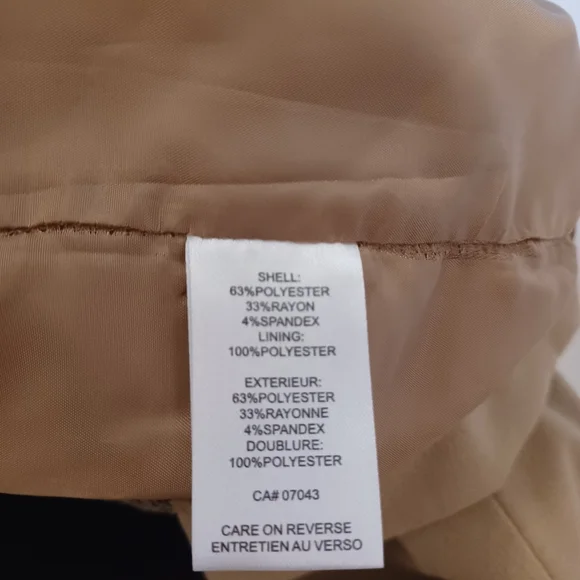 SHELL:
63%POLYESTER
33%RAYON
4%SPANDEX
LINING:
100%POLYESTER
EXTERIEUR:
63%POLYESTER
33%RAYONNE
4%SPANDEX
DOUBLURE:
100%POLYESTER
CA# 07043
CARE ON REVERSE
ENTRETIEN AU VERSO